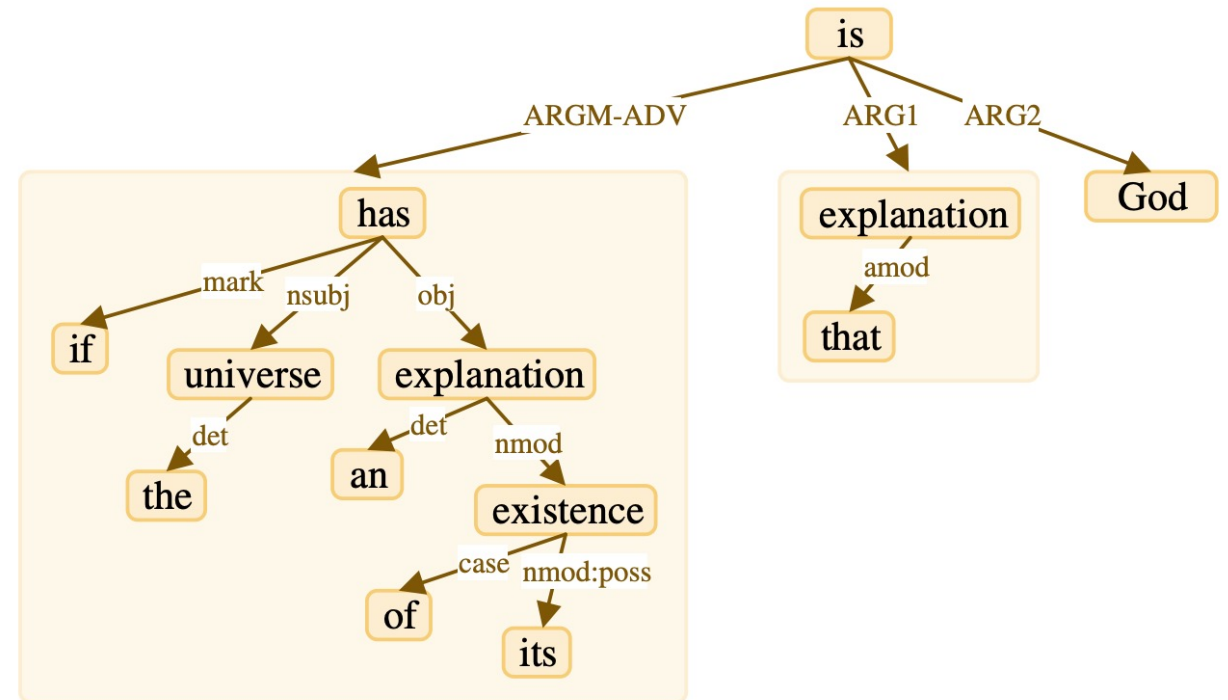 is
ARGM-ADV ARG1 ARG2
has explanation God
mark nsubj obj amod
if universe explanation that
det det nmod
the an existence
case nmod:poss
of its